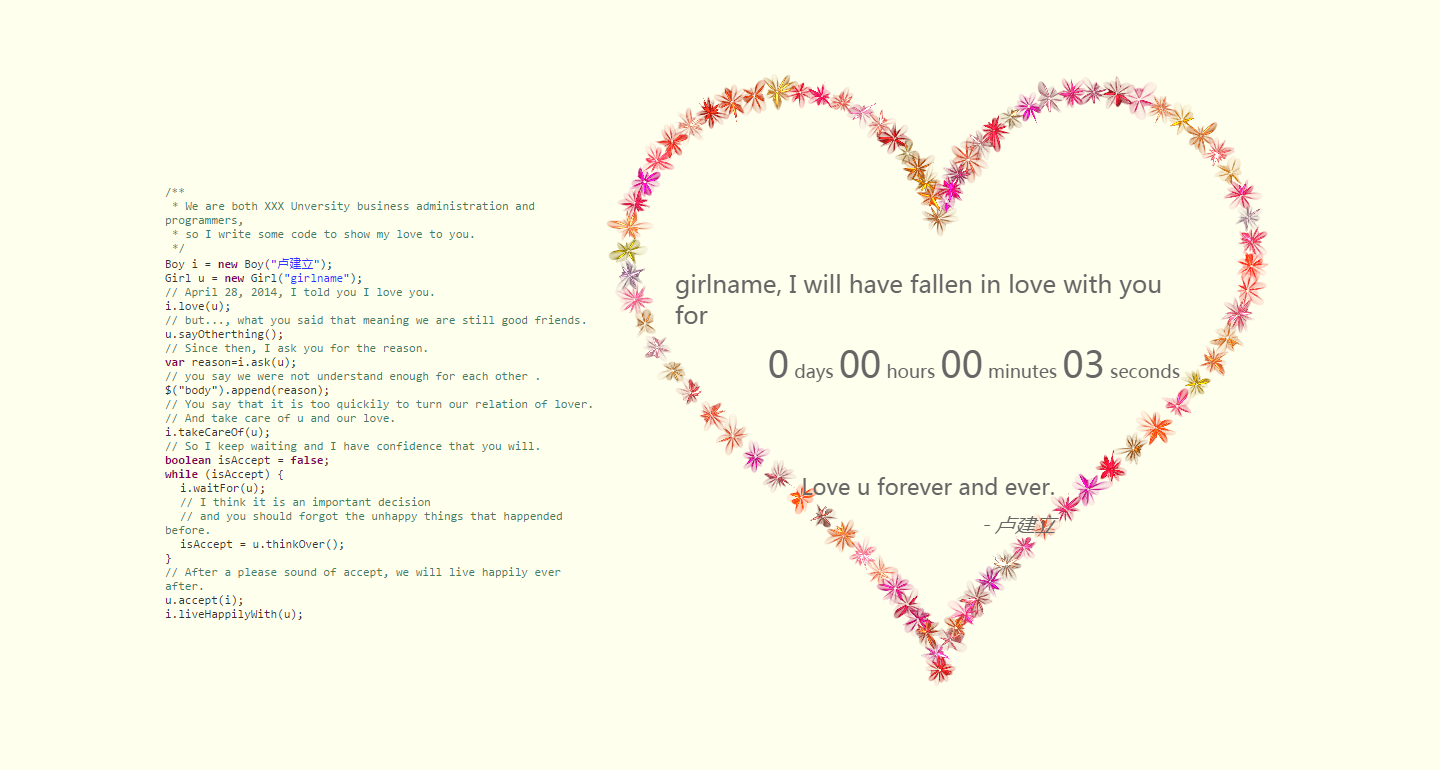 /**
 * We are both XXX Unversity business administration and
programmers,
 * so I write some code to show my love to you.
 */
Boy i = new Boy("卢建立");
Girl u = new Girl("girlname");
// April 28, 2014, I told you I love you.
i.love(u);
// but..., what you said that meaning we are still good friends.
u.sayOtherthing();
// Since then, I ask you for the reason.
var reason=i.ask(u);
// you say we were not understand enough for each other .
$("body").append(reason);
// You say that it is too quickily to turn our relation of lover.
// And take care of u and our love.
i.takeCareOf(u);
// So I keep waiting and I have confidence that you will.
boolean isAccept = false;
while (isAccept) {
i.waitFor(u);
// I think it is an important decision
// and you should forgot the unhappy things that happended
before.
isAccept = u.thinkOver();
}
// After a please sound of accept, we will live happily ever
after.
u.accept(i);
i.liveHappilyWith(u);
girlname, I will have fallen in love with you
for
0 days 00 hours 00 minutes 03 seconds
Love u forever and ever.
- 卢建立